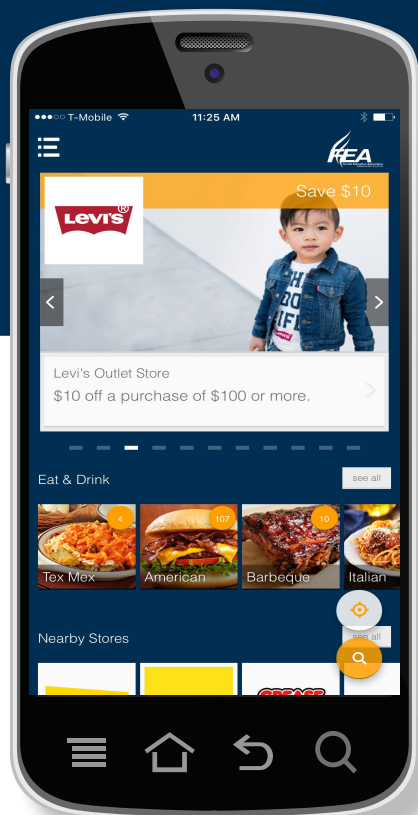 T-Mobile
11:25 AM
FEA
Save $10
LEVI'S®
Levi's Outlet Store
$10 off a purchase of $100 or more.
Eat & Drink
see all
4
107
10
Tex Mex
American
Barbeque
Italian
Nearby Stores
see all
GREASE